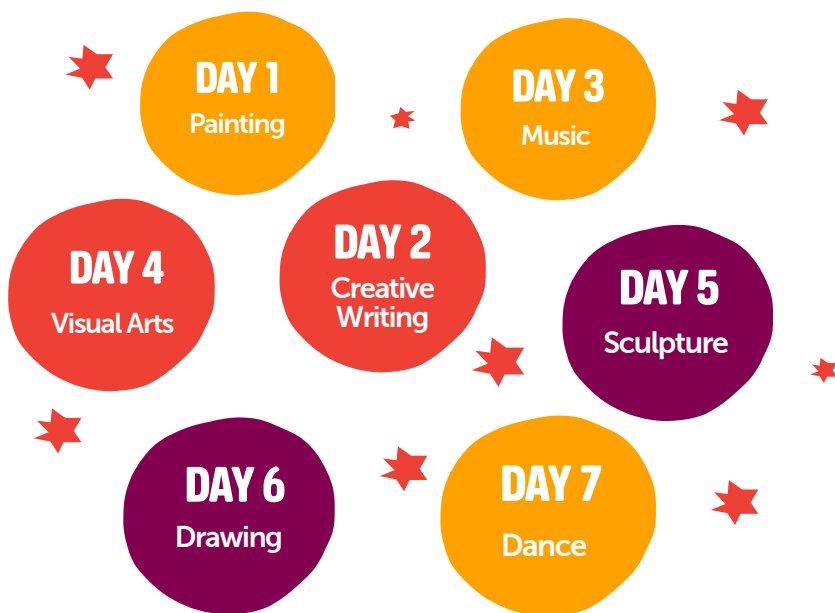 DAY 1
Painting
DAY 3
Music
DAY 4
Visual Arts
DAY 2
Creative
Writing
DAY 5
Sculpture
DAY 6
Drawing
DAY 7
Dance